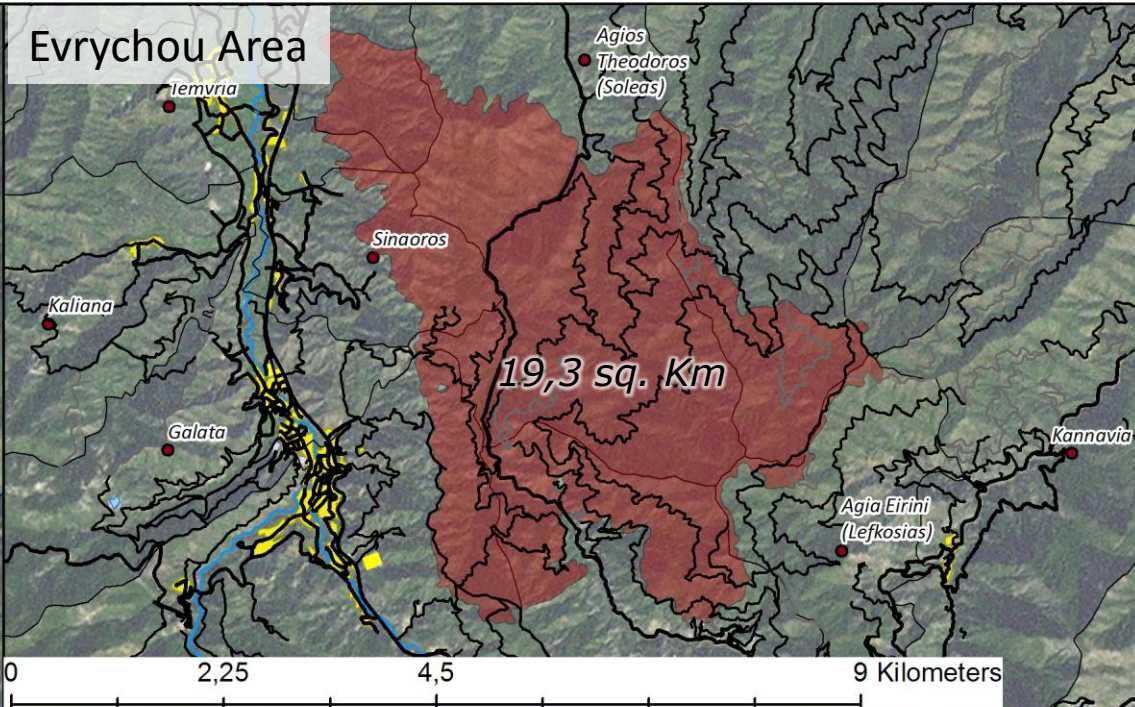 Evrychou Area
Temvria
Agios
Theodoros
(Soleas)
Sinaoros
Kaliana
19,3 sq. Km
Galata
Kannavia
Agia Eirini
(Lefkosias)
0 2,25 4,5 9 Kilometers